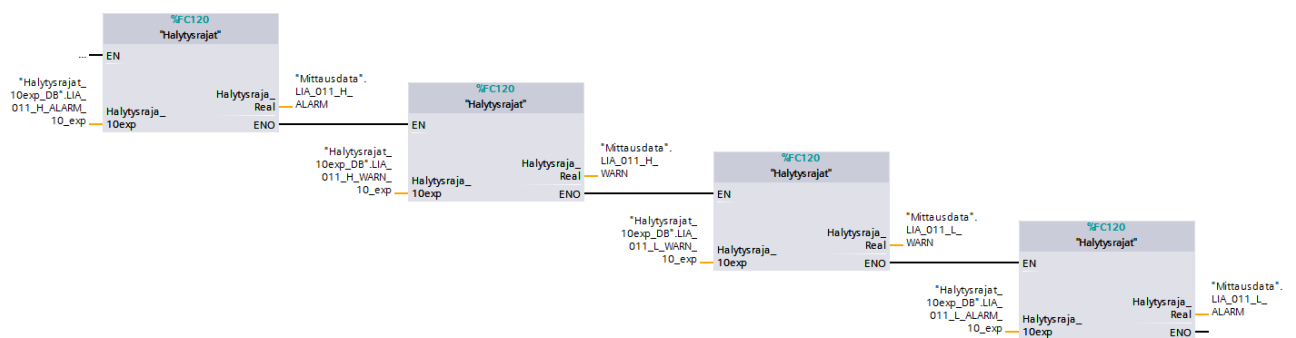 %FC120
"Halytysrajat"
...
EN
"Halytysrajat_
10exp_DB".LIA_
011_H_ALARM_
10_exp
Halytysraja_
10exp
Halytysraja_
Real
ENO
"Mittausdata".
LIA_011_H_
ALARM
%FC120
"Halytysrajat"
EN
"Halytysrajat_
10exp_DB".LIA_
011_H_WARN_
10_exp
Halytysraja_
10exp
Halytysraja_
Real
ENO
"Mittausdata".
LIA_011_H_
WARN
%FC120
"Halytysrajat"
EN
"Halytysrajat_
10exp_DB".LIA_
011_L_WARN_
10_exp
Halytysraja_
10exp
Halytysraja_
Real
ENO
"Mittausdata".
LIA_011_L_
WARN
%FC120
"Halytysrajat"
EN
"Halytysrajat_
10exp_DB".LIA_
011_L_ALARM_
10_exp
Halytysraja_
10exp
Halytysraja_
Real
ENO
"Mittausdata".
LIA_011_L_
ALARM